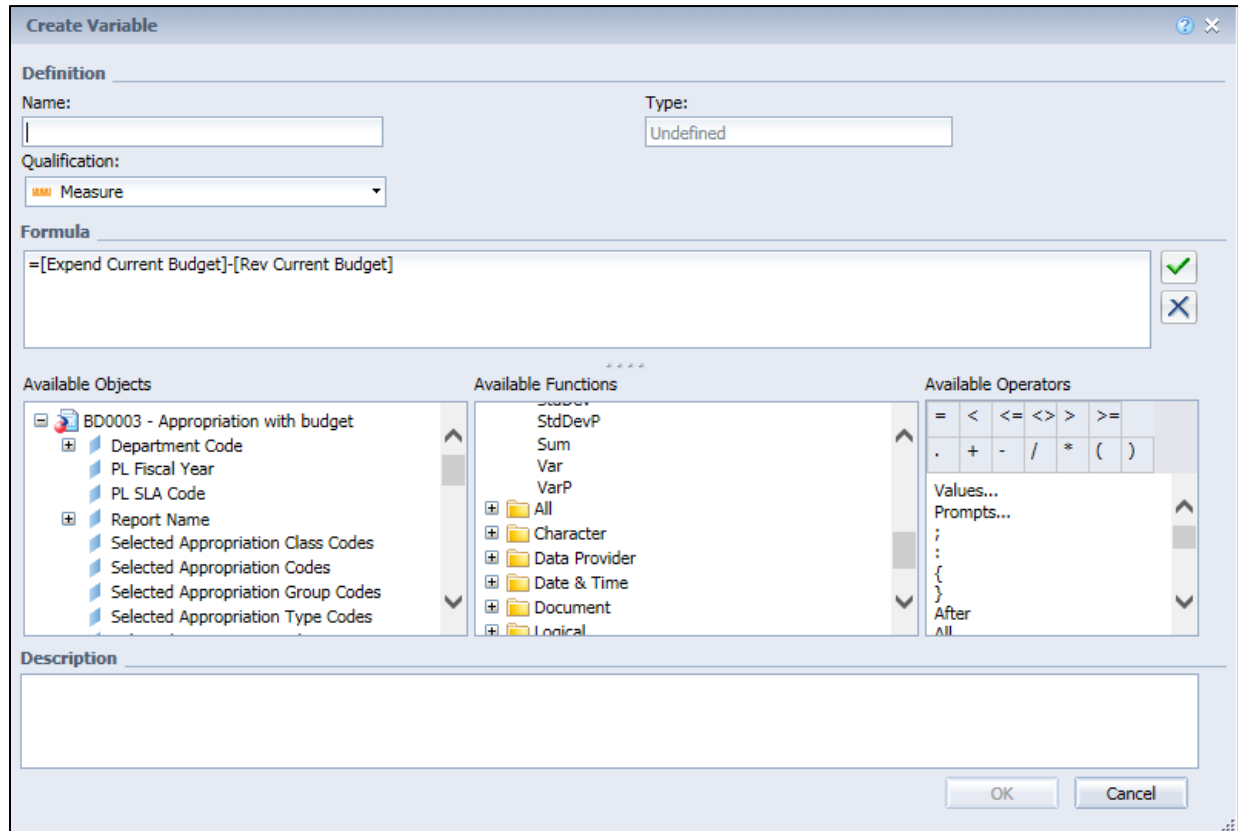 Create Variable
Definition
Name:
Type:
Undefined
Qualification:
Measure
Formula
=[Expend Current Budget]-[Rev Current Budget]
Available Objects
BD0003 - Appropriation with budget
Department Code
PL Fiscal Year
PL SLA Code
Report Name
Selected Appropriation Class Codes
Selected Appropriation Codes
Selected Appropriation Group Codes
Selected Appropriation Type Codes
Available Functions
StdDev
StdDevP
Sum
Var
VarP
All
Character
Data Provider
Date & Time
Document
Logical
Available Operators
= < <= <> > >=
. + - / * ( )
Values...
Prompts...
;
:
{
}
After
All
Description
OK Cancel